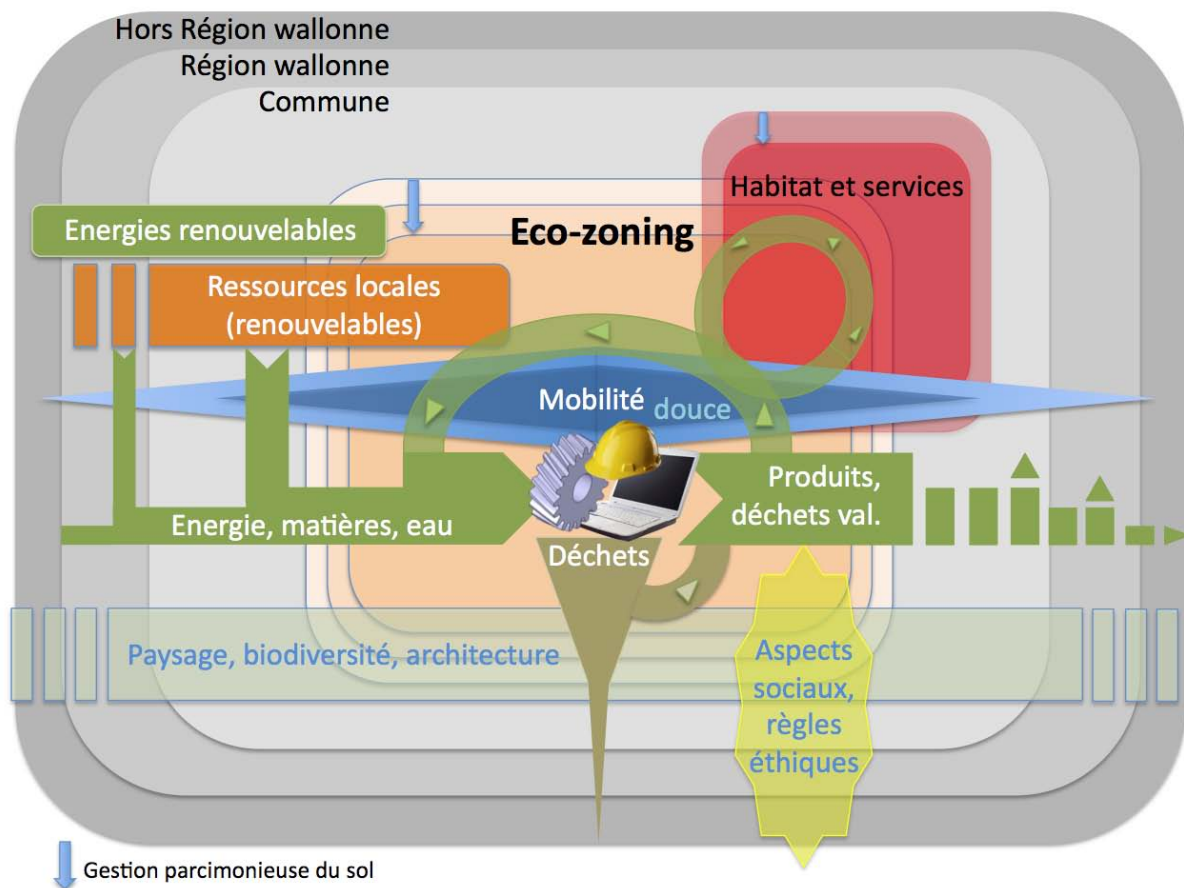 Hors Région wallonne
Région wallonne
Commune
Habitat et services
Energies renouvelables
Eco-zoning
Ressources locales
(renouvelables)
Mobilité
douce
Energie, matières, eau
Produits,
déchets val.
Déchets
Paysage, biodiversité, architecture
Aspects
sociaux,
règles
éthiques
Gestion parcimonieuse du sol